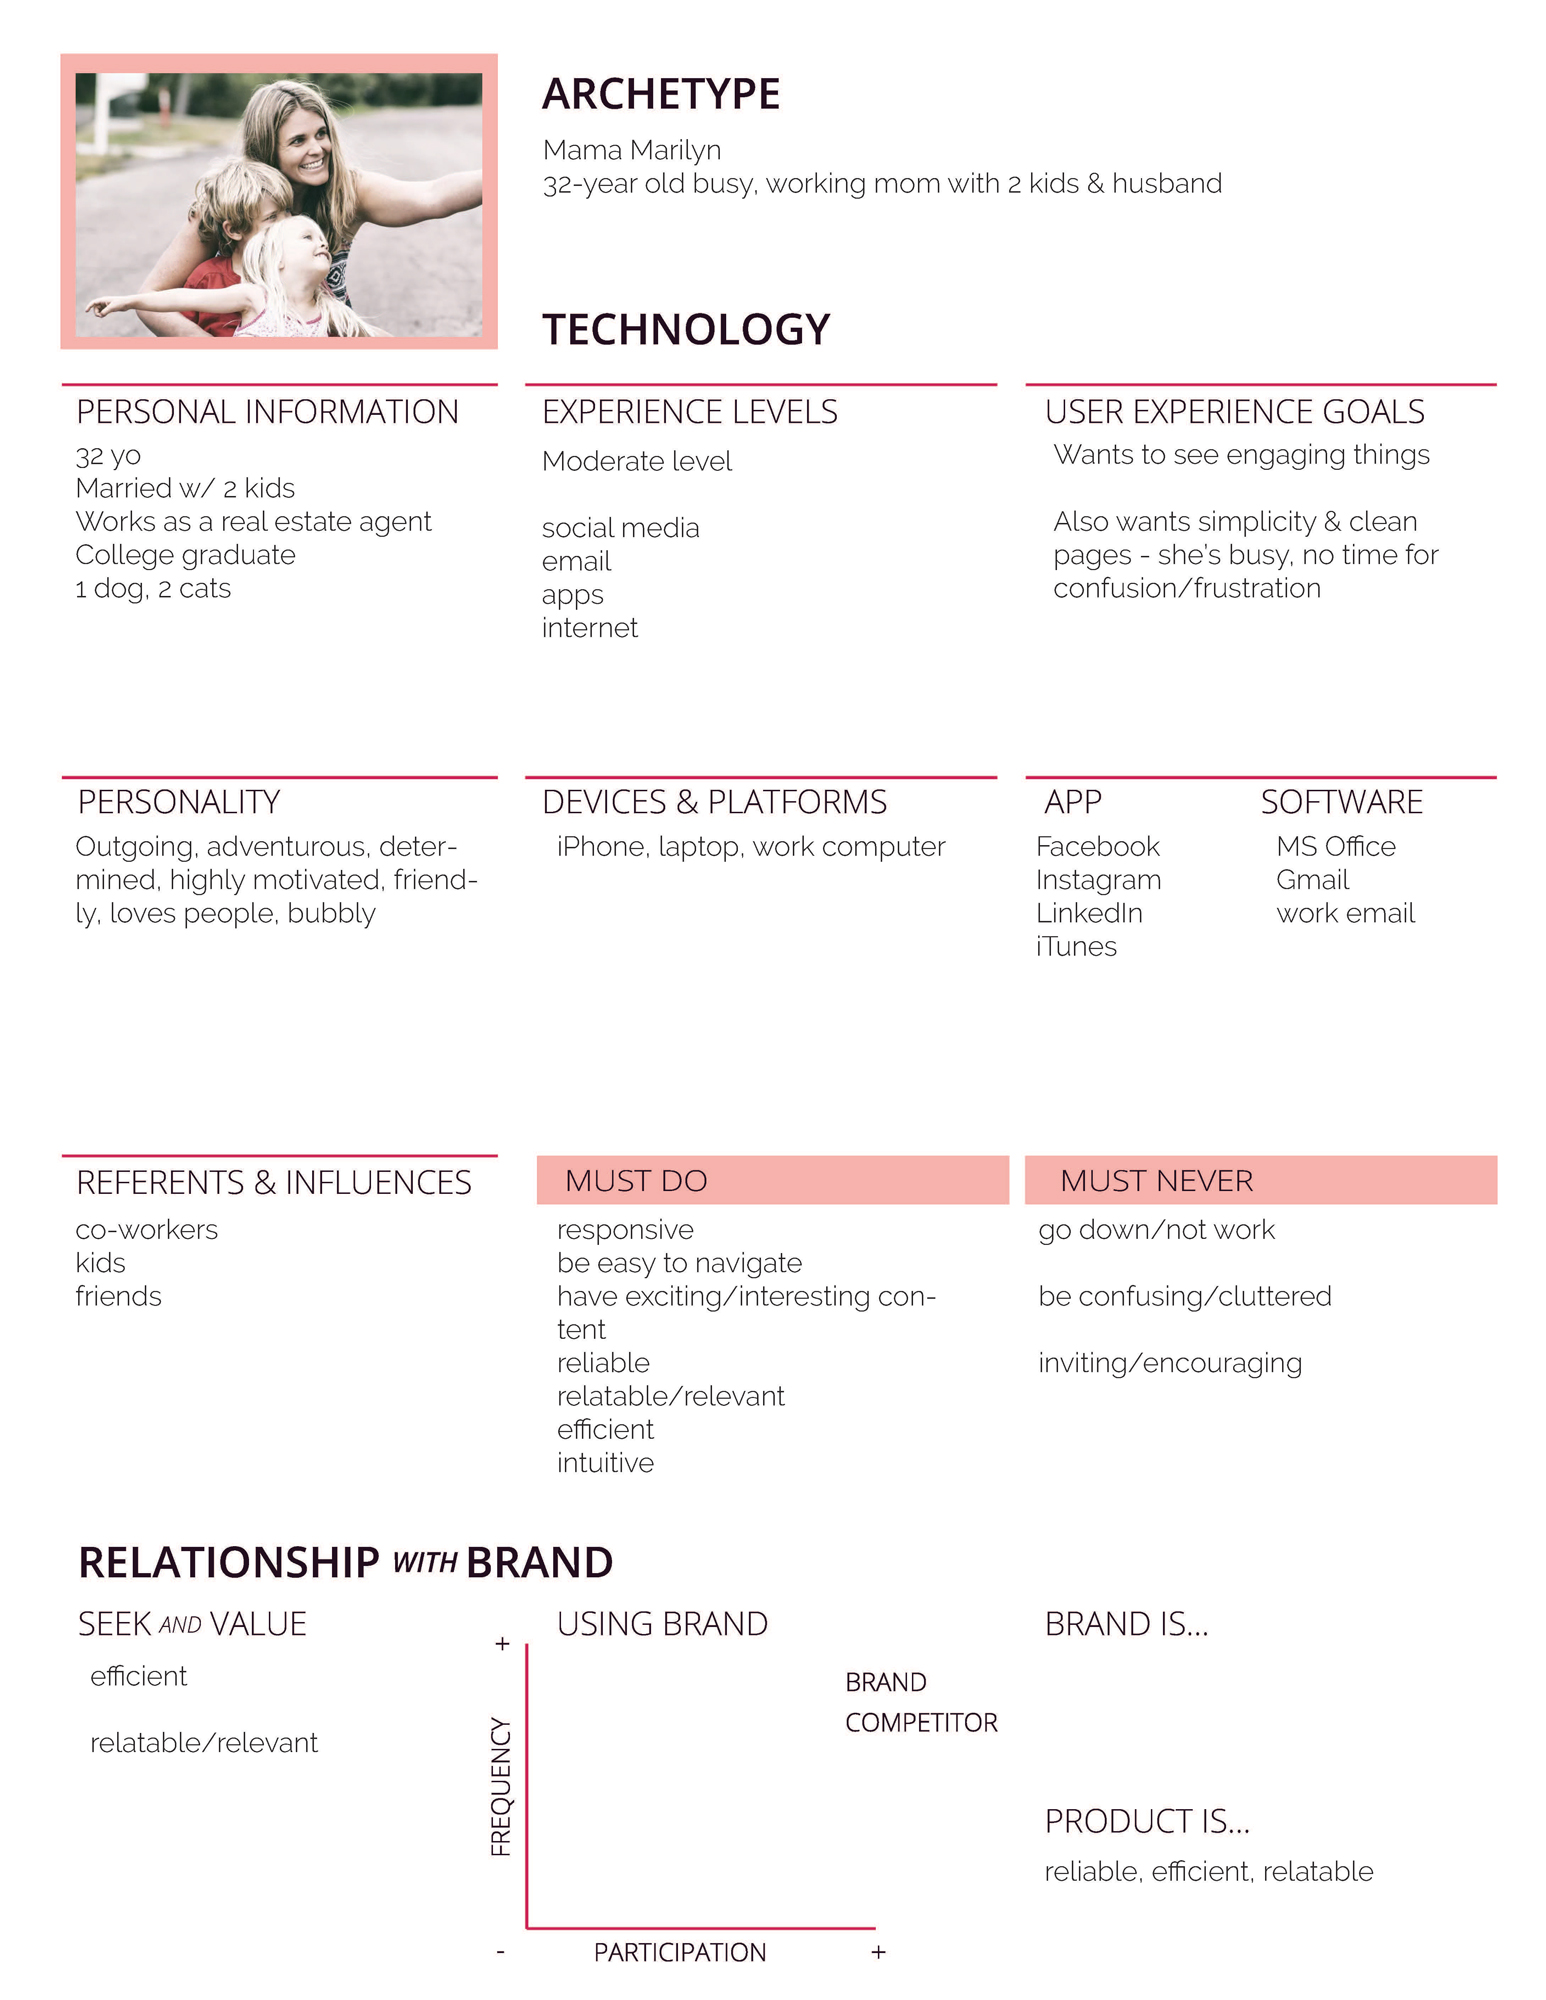 ARCHETYPE
Mama Marilyn
32-year old busy, working mom with 2 kids & husband
TECHNOLOGY
PERSONAL INFORMATION
32 yo
Married w/ 2 kids
Works as a real estate agent
College graduate
1 dog, 2 cats
EXPERIENCE LEVELS
Moderate level
social media
email
apps
internet
USER EXPERIENCE GOALS
Wants to see engaging things
Also wants simplicity & clean
pages - she's busy, no time for
confusion/frustration
PERSONALITY
Outgoing, adventurous, deter-
mined, highly motivated, friend-
ly, loves people, bubbly
DEVICES & PLATFORMS
iPhone, laptop, work computer
APP
Facebook
Instagram
LinkedIn
iTunes
SOFTWARE
MS Office
Gmail
work email
REFERENTS & INFLUENCES
co-workers
kids
friends
MUST DO
responsive
be easy to navigate
have exciting/interesting con-
tent
reliable
relatable/relevant
efficient
intuitive
MUST NEVER
go down/not work
be confusing/cluttered
inviting/encouraging
RELATIONSHIP WITH BRAND
SEEK AND VALUE
efficient
relatable/relevant
USING BRAND
+
FREQUENCY
BRAND
COMPETITOR
-
PARTICIPATION
+
BRAND IS...
PRODUCT IS...
reliable, efficient, relatable